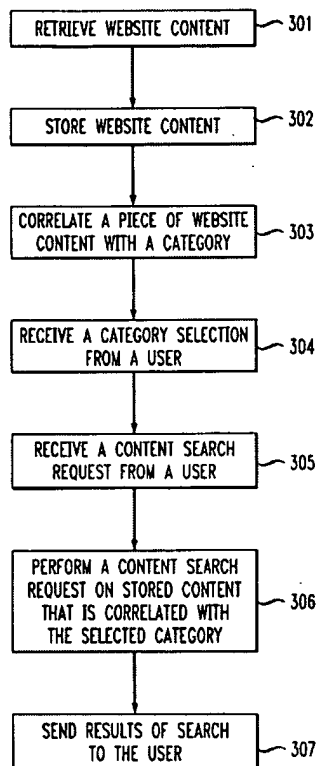 RETRIEVE WEBSITE CONTENT
301
STORE WEBSITE CONTENT
302
CORRELATE A PIECE OF WEBSITE
CONTENT WITH A CATEGORY
303
RECEIVE A CATEGORY SELECTION
FROM A USER
304
RECEIVE A CONTENT SEARCH
REQUEST FROM A USER
305
PERFORM A CONTENT SEARCH
REQUEST ON STORED CONTENT
THAT IS CORRELATED WITH
THE SELECTED CATEGORY
306
SEND RESULTS OF SEARCH
TO THE USER
307